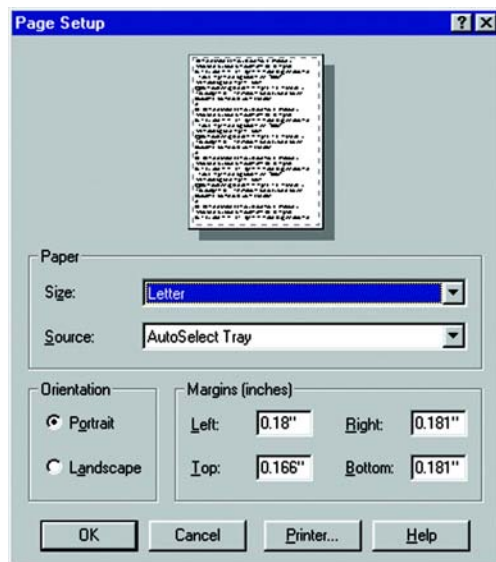 Page Setup
Paper
Size: Letter
Source: AutoSelect Tray
Orientation
Portrait
Landscape
Margins (inches)
Left: 0.18" Right: 0.181"
Top: 0.166" Bottom: 0.181"
OK Cancel Printer... Help